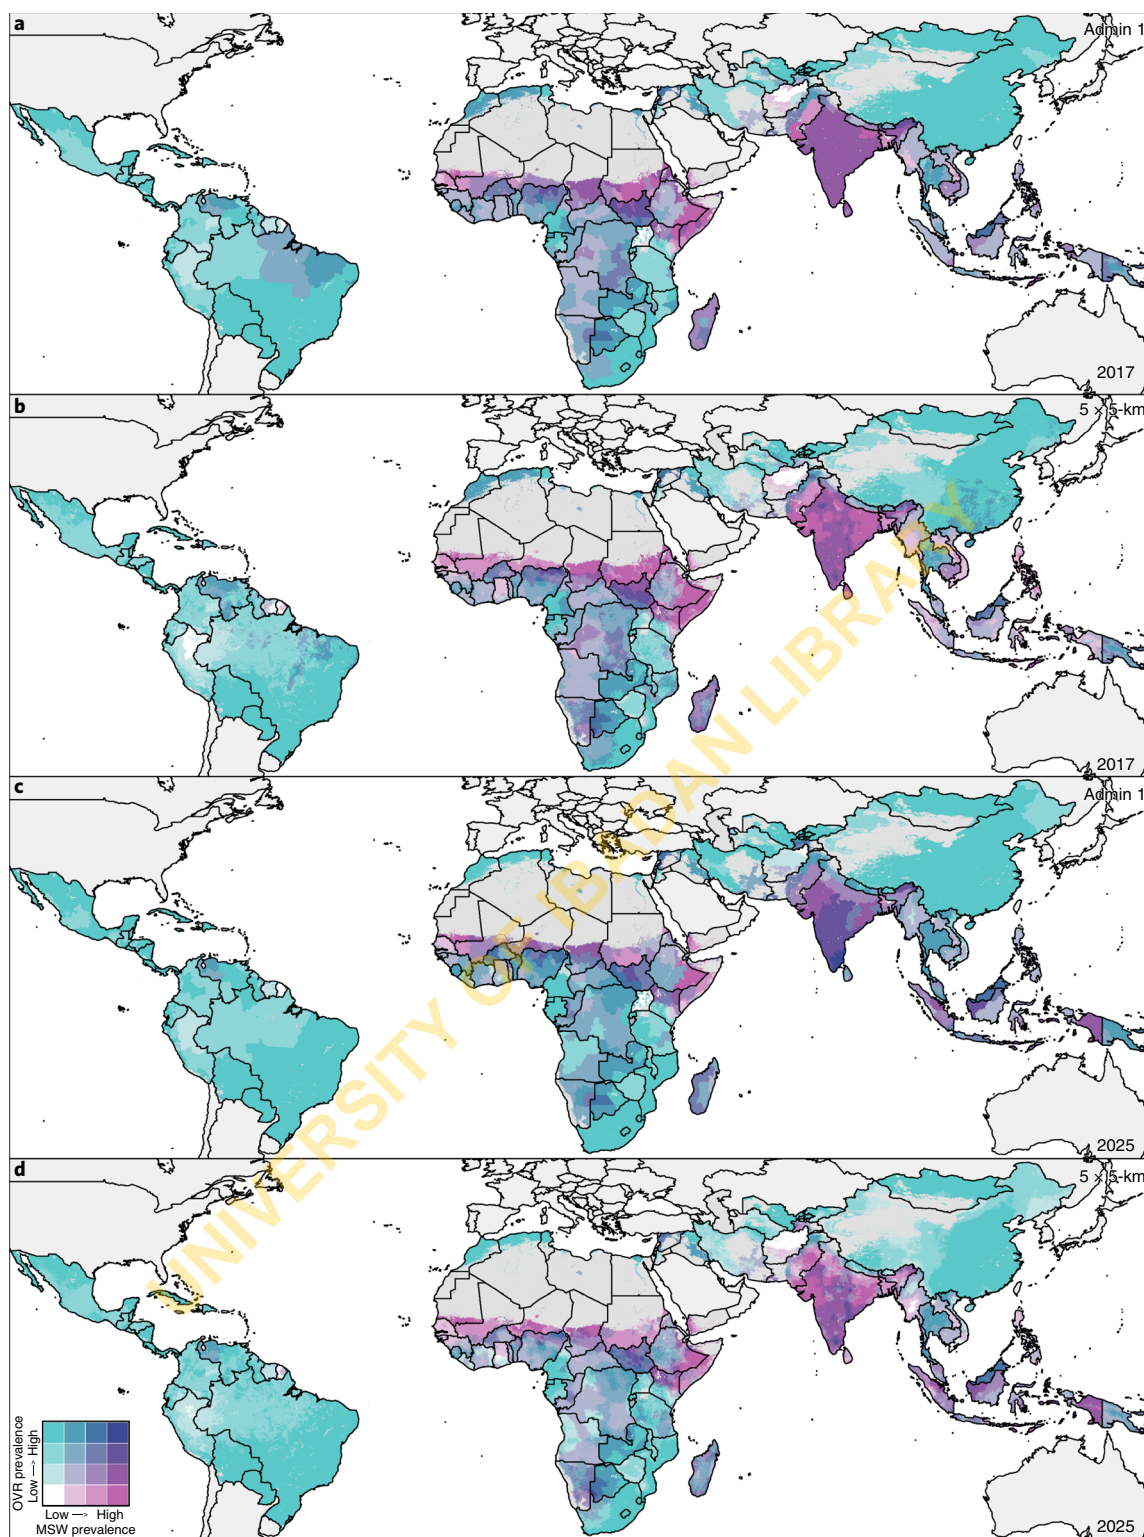 a
Admin 1
2017
b
5 × 5-km
2017
c
Admin 1
2025
d
5 × 5-km
OVR prevalence
Low —> High
Low —> High
MSW prevalence
2025
UNIVERSITY OF IBADAN LIBRARY